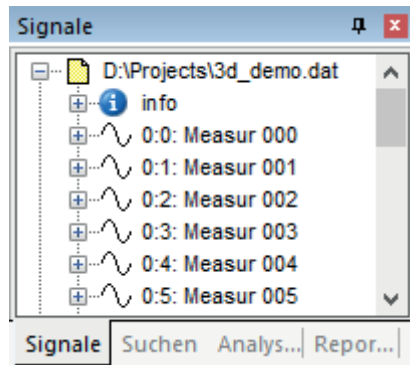 Signale
D:\Projects\3d_demo.dat
info
0:0: Measur 000
0:1: Measur 001
0:2: Measur 002
0:3: Measur 003
0:4: Measur 004
0:5: Measur 005
Signale Suchen Analys... Repor...